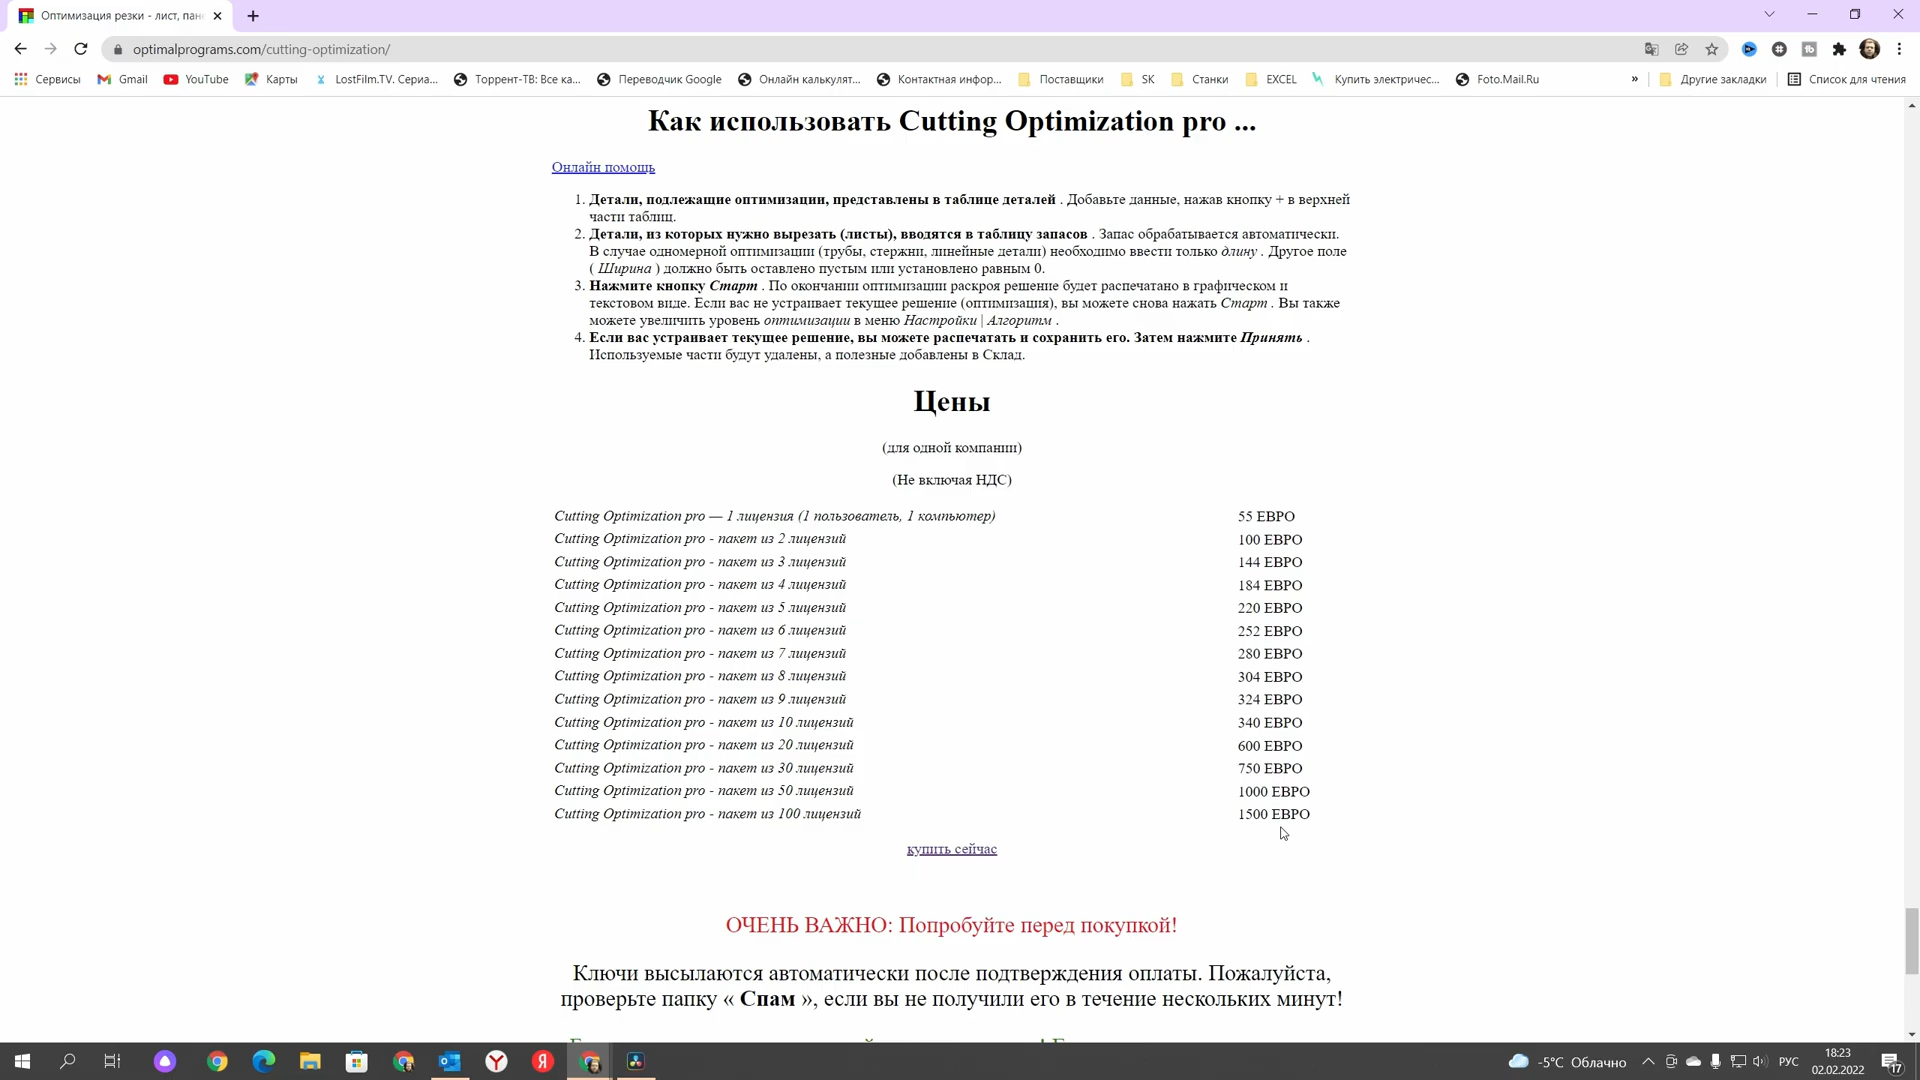 Оптимизация резки - лист, пан
optimalprograms.com/cutting-optimization/
Сервисы
Gmail
YouTube
Карты
LostFilm.TV. Сериа...
Торрент-ТВ: Все ка...
Переводчик Google
Онлайн калькулят...
Контактная инфор...
Поставщики
SK
Станки
EXCEL
Купить электричес...
Foto.Mail.Ru
»
Другие закладки
Список для чтения
Как использовать Cutting Optimization pro ...
Онлайн помощь
1. Детали, подлежащие оптимизации, представлены в таблице деталей . Добавьте данные, нажав кнопку + в верхней
части таблиц.
2. Детали, из которых нужно вырезать (листы), вводятся в таблицу запасов . Запас обрабатывается автоматически.
В случае одномерной оптимизации (трубы, стержни, линейные детали) необходимо ввести только длину . Другое поле
( Ширина ) должно быть оставлено пустым или установлено равным 0.
3. Нажмите кнопку Старт . По окончании оптимизации раскроя решение будет распечатано в графическом и
текстовом виде. Если вас не устраивает текущее решение (оптимизация), вы можете снова нажать Старт . Вы также
можете увеличить уровень оптимизации в меню Настройки | Алгоритм .
4. Если вас устраивает текущее решение, вы можете распечатать и сохранить его. Затем нажмите Принять .
Используемые части будут удалены, а полезные добавлены в Склад.
Цены
(для одной компании)
(Не включая НДС)
Cutting Optimization pro — 1 лицензия (1 пользователь, 1 компьютер) 55 ЕВРО
Cutting Optimization pro - пакет из 2 лицензий 100 ЕВРО
Cutting Optimization pro - пакет из 3 лицензий 144 ЕВРО
Cutting Optimization pro - пакет из 4 лицензий 184 ЕВРО
Cutting Optimization pro - пакет из 5 лицензий 220 ЕВРО
Cutting Optimization pro - пакет из 6 лицензий 252 ЕВРО
Cutting Optimization pro - пакет из 7 лицензий 280 ЕВРО
Cutting Optimization pro - пакет из 8 лицензий 304 ЕВРО
Cutting Optimization pro - пакет из 9 лицензий 324 ЕВРО
Cutting Optimization pro - пакет из 10 лицензий 340 ЕВРО
Cutting Optimization pro - пакет из 20 лицензий 600 ЕВРО
Cutting Optimization pro - пакет из 30 лицензий 750 ЕВРО
Cutting Optimization pro - пакет из 50 лицензий 1000 ЕВРО
Cutting Optimization pro - пакет из 100 лицензий 1500 ЕВРО
купить сейчас
ОЧЕНЬ ВАЖНО: Попробуйте перед покупкой!
Ключи высылаются автоматически после подтверждения оплаты. Пожалуйста,
проверьте папку « Спам », если вы не получили его в течение нескольких минут!
-5°C Облачно
РУС
18:23
02.02.2022
17